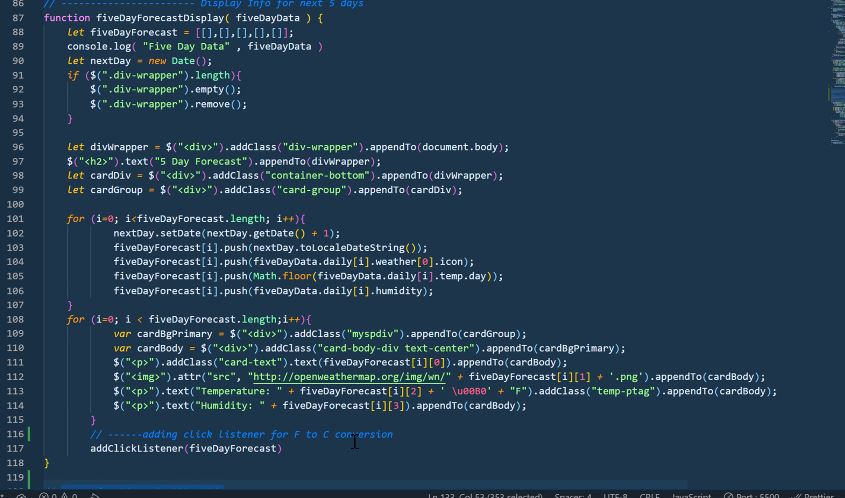 86 // ----------------------- Display Info for next 5 days
87 function fiveDayForecastDisplay( fiveDayData ) {
88 let fiveDayForecast = [[],[],[],[],[]];
89 console.log( "Five Day Data" , fiveDayData )
90 let nextDay = new Date();
91 if ($(".div-wrapper").length){
92 $(".div-wrapper").empty();
93 $(".div-wrapper").remove();
94 }
95
96 let divWrapper = $("<div>").addClass("div-wrapper").appendTo(document.body);
97 $("<h2>").text("5 Day Forecast").appendTo(divWrapper);
98 let cardDiv = $("<div>").addClass("container-bottom").appendTo(divWrapper);
99 let cardGroup = $("<div>").addClass("card-group").appendTo(cardDiv);
100
101 for (i=0; i<fiveDayForecast.length; i++){
102 nextDay.setDate(nextDay.getDate() + 1);
103 fiveDayForecast[i].push(nextDay.toLocaleDateString());
104 fiveDayForecast[i].push(fiveDayData.daily[i].weather[0].icon);
105 fiveDayForecast[i].push(Math.floor(fiveDayData.daily[i].temp.day));
106 fiveDayForecast[i].push(fiveDayData.daily[i].humidity);
107 }
108 for (i=0; i < fiveDayForecast.length;i++){
109 var cardBgPrimary = $("<div>").addClass("myspdiv").appendTo(cardGroup);
110 var cardBody = $("<div>").addClass("card-body-div text-center").appendTo(cardBgPrimary);
111 $("<p>").addClass("card-text").text(fiveDayForecast[i][0]).appendTo(cardBody);
112 $("<img>").attr("src", "http://openweathermap.org/img/wn/" + fiveDayForecast[i][1] + '.png').appendTo(cardBody);
113 $("<p>").text("Temperature: " + fiveDayForecast[i][2] + ' \u00B0' + "F").addClass("temp-ptag").appendTo(cardBody);
114 $("<p>").text("Humidity: " + fiveDayForecast[i][3]).appendTo(cardBody);
115 }
116 // ------adding click listener for F to C conversion
117 addClickListener(fiveDayForecast)
118 }
119
Ln 133, Col 53 (353 selected) Spaces: 4 UTF-8 CRLF JavaScript Port : 5500 Prettier